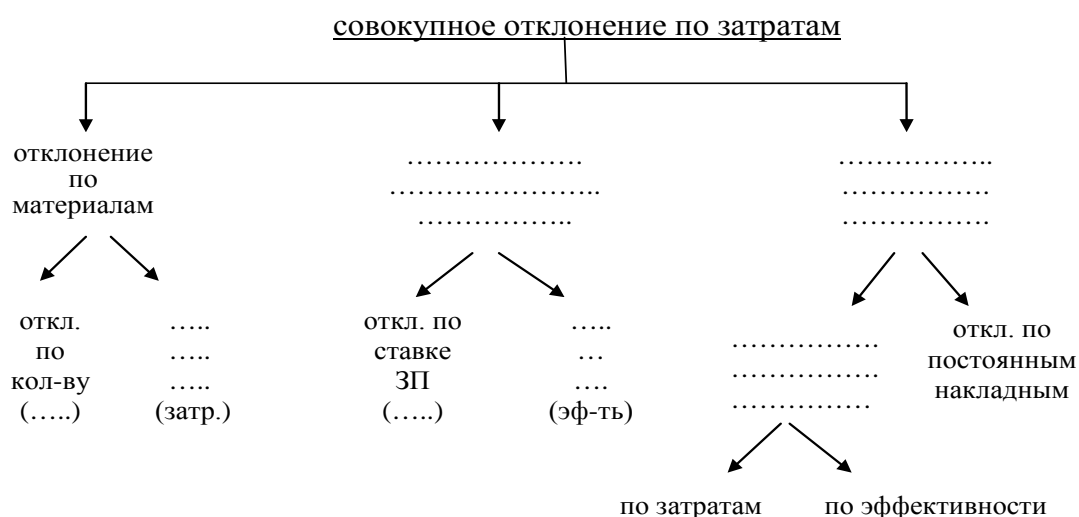 совокупное отклонение по затратам
отклонение
по
материалам
………………….
……………………..
………………..
……………..
……………….
……………….
откл.
по
кол-ву
(…..)
…..
…..
…..
(затр.)
откл. по
ставке
ЗП
(…..)
…..
…
….
(эф-ть)
…………….
…………….
……………
откл. по
постоянным
накладным
по затратам
по эффективности